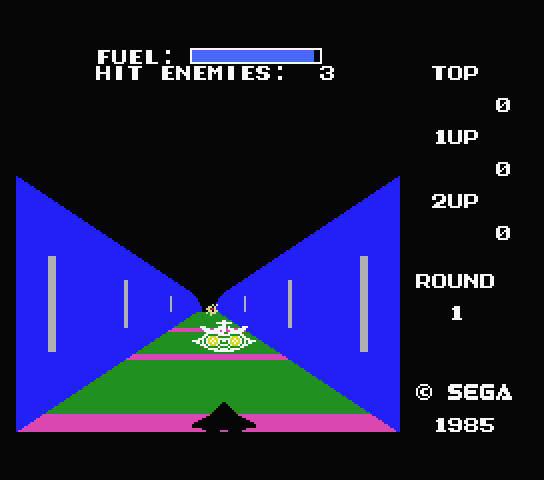 FUEL:
HIT ENEMIES: 3
TOP
0
1UP
0
2UP
0
ROUND
1
© SEGA
1985